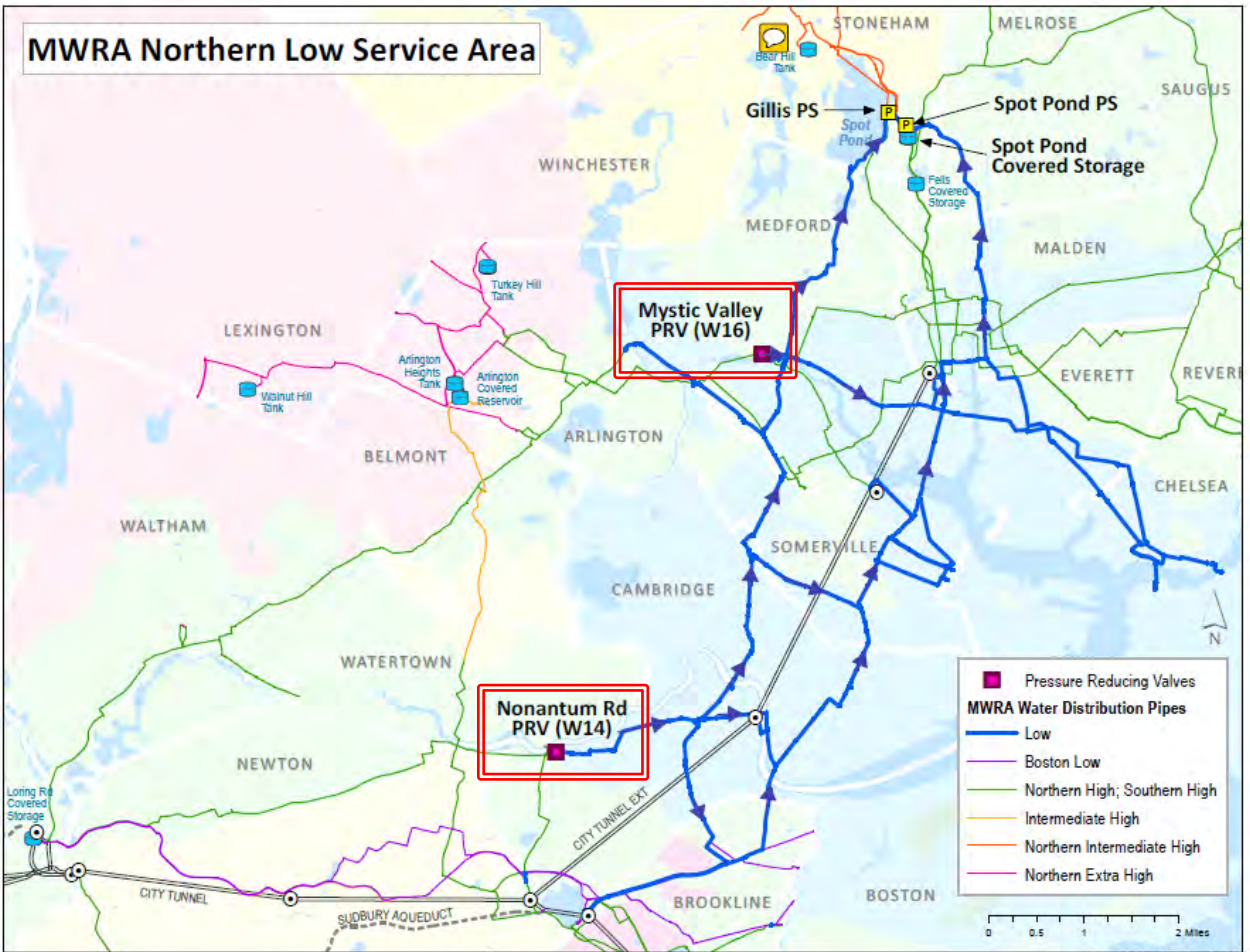 MWRA Northern Low Service Area
STONEHAM
MELROSE
Bear Hill
Tank
SAUGUS
Gillis PS
Spot Pond PS
Spot
Pond
Spot Pond
Covered Storage
WINCHESTER
Fells
Covered
Storage
MEDFORD
MALDEN
Turkey Hill
Tank
Mystic Valley
PRV (W16)
LEXINGTON
Arlington
Heights
Tank
Arlington
Covered
Reservoir
Walnut Hill
Tank
EVERETT
REVERE
ARLINGTON
BELMONT
CHELSEA
WALTHAM
SOMERVILLE
CAMBRIDGE
N
WATERTOWN
Nonantum Rd
PRV (W14)
NEWTON
Loring Rd
Covered
Storage
CITY TUNNEL EXT
CITY TUNNEL
SUDBURY AQUEDUCT
BROOKLINE
BOSTON
Pressure Reducing Valves
MWRA Water Distribution Pipes
Low
Boston Low
Northern High; Southern High
Intermediate High
Northern Intermediate High
Northern Extra High
0 0.5 1 2 Miles
P
P